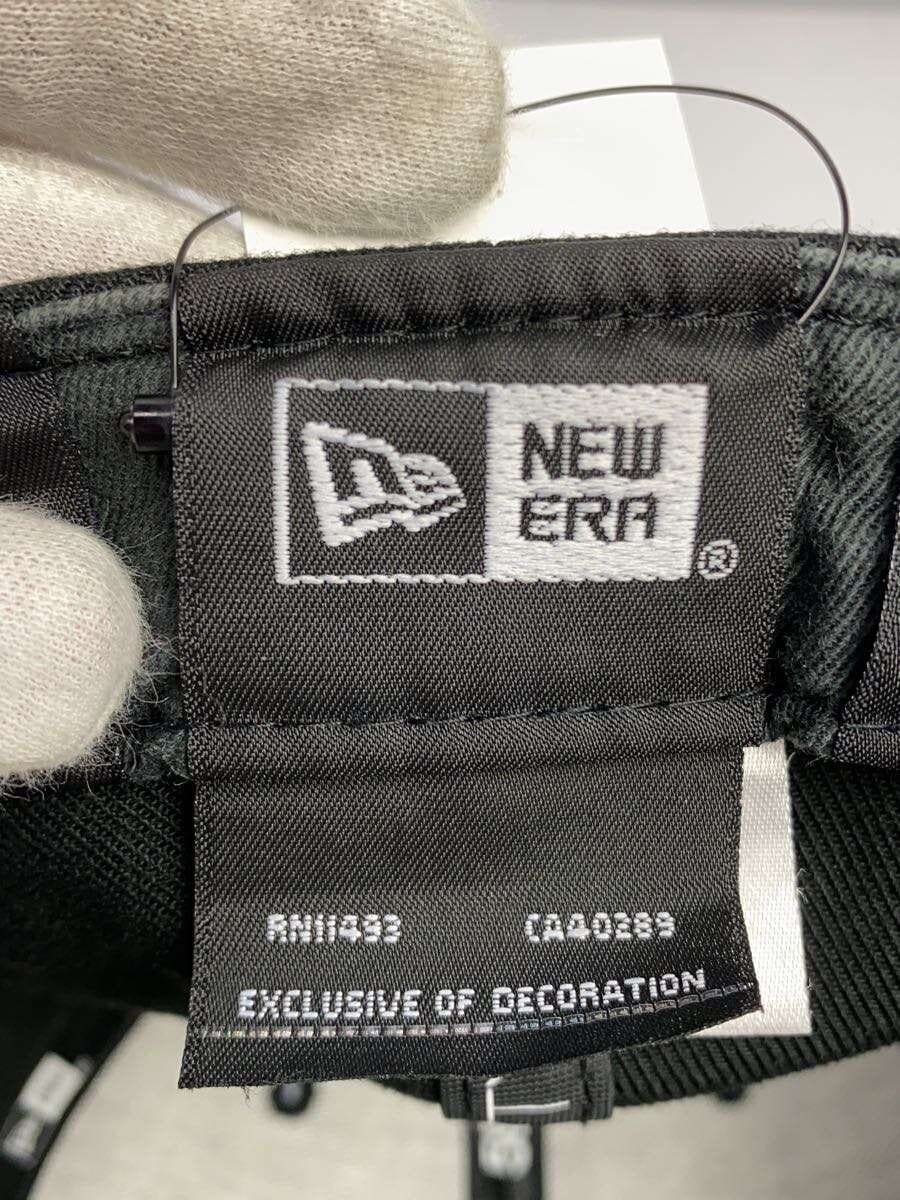 NEW
ERA
®
RN11493 CA40289
EXCLUSIVE OF DECORATION